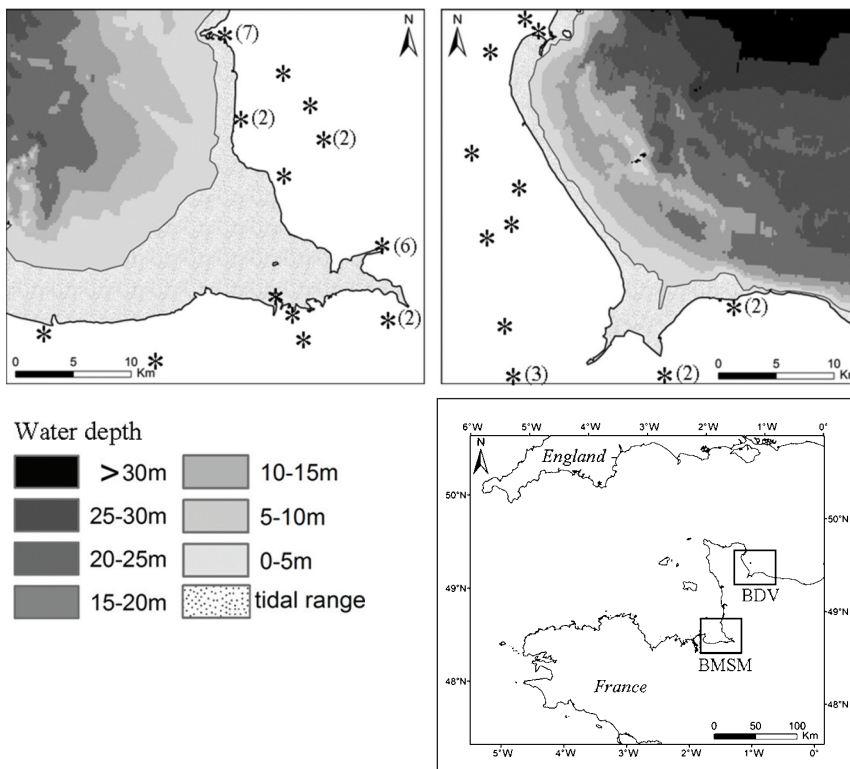 N
(7)
(2)
(2)
(6)
(2)
0 5 10
Km
N
(2)
(3)
(2)
0 5 10
Km
Water depth
>30m
25-30m
20-25m
15-20m
10-15m
5-10m
0-5m
tidal range
6°W 5°W 4°W 3°W 2°W 1°W 0°
N
England
50°N
50°N
49°N
49°N
BDV
BMSM
France
48°N
48°N
0 50 100
Km
5°W 4°W 3°W 2°W 1°W 0°